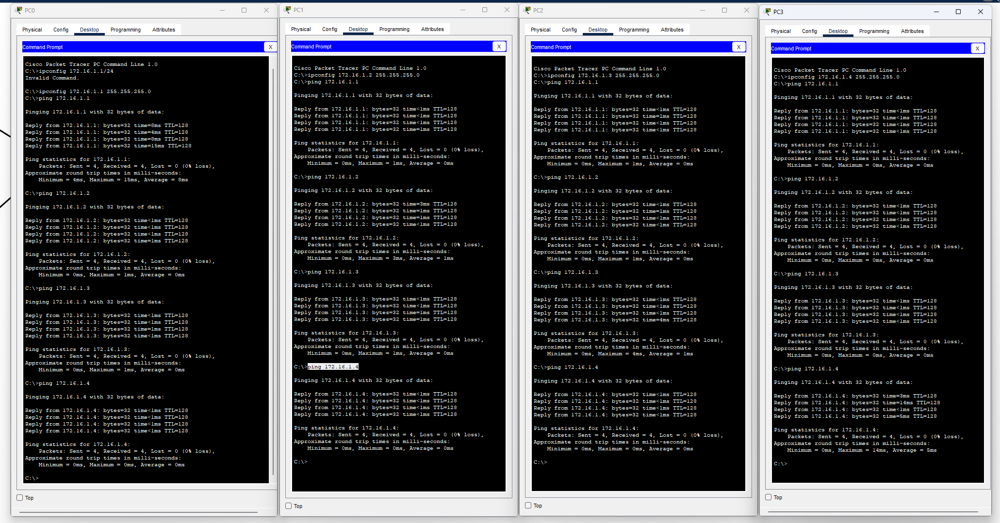 PC0
Physical Config Desktop Programming Attributes
Command Prompt
X
Cisco Packet Tracer PC Command Line 1.0
C:\>ipconfig 172.16.1.1/24
Invalid Command.
C:\>ipconfig 172.16.1.1 255.255.255.0
C:\>ping 172.16.1.1
Pinging 172.16.1.1 with 32 bytes of data:
Reply from 172.16.1.1: bytes=32 time=8ms TTL=128
Reply from 172.16.1.1: bytes=32 time=4ms TTL=128
Reply from 172.16.1.1: bytes=32 time=8ms TTL=128
Reply from 172.16.1.1: bytes=32 time=15ms TTL=128
Ping statistics for 172.16.1.1:
Packets: Sent = 4, Received = 4, Lost = 0 (0% loss),
Approximate round trip times in milli-seconds:
Minimum = 4ms, Maximum = 15ms, Average = 8ms
C:\>ping 172.16.1.2
Pinging 172.16.1.2 with 32 bytes of data:
Reply from 172.16.1.2: bytes=32 time<1ms TTL=128
Reply from 172.16.1.2: bytes=32 time=1ms TTL=128
Reply from 172.16.1.2: bytes=32 time<1ms TTL=128
Reply from 172.16.1.2: bytes=32 time=1ms TTL=128
Ping statistics for 172.16.1.2:
Packets: Sent = 4, Received = 4, Lost = 0 (0% loss),
Approximate round trip times in milli-seconds:
Minimum = 0ms, Maximum = 1ms, Average = 0ms
C:\>ping 172.16.1.3
Pinging 172.16.1.3 with 32 bytes of data:
Reply from 172.16.1.3: bytes=32 time<1ms TTL=128
Reply from 172.16.1.3: bytes=32 time<1ms TTL=128
Reply from 172.16.1.3: bytes=32 time=1ms TTL=128
Reply from 172.16.1.3: bytes=32 time<1ms TTL=128
Ping statistics for 172.16.1.3:
Packets: Sent = 4, Received = 4, Lost = 0 (0% loss),
Approximate round trip times in milli-seconds:
Minimum = 0ms, Maximum = 1ms, Average = 0ms
C:\>ping 172.16.1.4
Pinging 172.16.1.4 with 32 bytes of data:
Reply from 172.16.1.4: bytes=32 time<1ms TTL=128
Reply from 172.16.1.4: bytes=32 time<1ms TTL=128
Reply from 172.16.1.4: bytes=32 time<1ms TTL=128
Reply from 172.16.1.4: bytes=32 time<1ms TTL=128
Ping statistics for 172.16.1.4:
Packets: Sent = 4, Received = 4, Lost = 0 (0% loss),
Approximate round trip times in milli-seconds:
Minimum = 0ms, Maximum = 0ms, Average = 0ms
C:\>
Top
PC1
Physical Config Desktop Programming Attributes
Command Prompt
X
Cisco Packet Tracer PC Command Line 1.0
C:\>ipconfig 172.16.1.2 255.255.255.0
C:\>ping 172.16.1.1
Pinging 172.16.1.1 with 32 bytes of data:
Reply from 172.16.1.1: bytes=32 time<1ms TTL=128
Reply from 172.16.1.1: bytes=32 time<1ms TTL=128
Reply from 172.16.1.1: bytes=32 time<1ms TTL=128
Reply from 172.16.1.1: bytes=32 time=1ms TTL=128
Ping statistics for 172.16.1.1:
Packets: Sent = 4, Received = 4, Lost = 0 (0% loss),
Approximate round trip times in milli-seconds:
Minimum = 0ms, Maximum = 1ms, Average = 0ms
C:\>ping 172.16.1.2
Pinging 172.16.1.2 with 32 bytes of data:
Reply from 172.16.1.2: bytes=32 time=3ms TTL=128
Reply from 172.16.1.2: bytes=32 time=1ms TTL=128
Reply from 172.16.1.2: bytes=32 time=1ms TTL=128
Reply from 172.16.1.2: bytes=32 time<1ms TTL=128
Ping statistics for 172.16.1.2:
Packets: Sent = 4, Received = 4, Lost = 0 (0% loss),
Approximate round trip times in milli-seconds:
Minimum = 0ms, Maximum = 3ms, Average = 1ms
C:\>ping 172.16.1.3
Pinging 172.16.1.3 with 32 bytes of data:
Reply from 172.16.1.3: bytes=32 time<1ms TTL=128
Reply from 172.16.1.3: bytes=32 time=1ms TTL=128
Reply from 172.16.1.3: bytes=32 time=1ms TTL=128
Reply from 172.16.1.3: bytes=32 time=1ms TTL=128
Ping statistics for 172.16.1.3:
Packets: Sent = 4, Received = 4, Lost = 0 (0% loss),
Approximate round trip times in milli-seconds:
Minimum = 0ms, Maximum = 1ms, Average = 0ms
C:\>ping 172.16.1.4
Pinging 172.16.1.4 with 32 bytes of data:
Reply from 172.16.1.4: bytes=32 time<1ms TTL=128
Reply from 172.16.1.4: bytes=32 time<1ms TTL=128
Reply from 172.16.1.4: bytes=32 time<1ms TTL=128
Reply from 172.16.1.4: bytes=32 time<1ms TTL=128
Ping statistics for 172.16.1.4:
Packets: Sent = 4, Received = 4, Lost = 0 (0% loss),
Approximate round trip times in milli-seconds:
Minimum = 0ms, Maximum = 0ms, Average = 0ms
C:\>
Top
PC2
Physical Config Desktop Programming Attributes
Command Prompt
X
Cisco Packet Tracer PC Command Line 1.0
C:\>ipconfig 172.16.1.3 255.255.255.0
C:\>ping 172.16.1.1
Pinging 172.16.1.1 with 32 bytes of data:
Reply from 172.16.1.1: bytes=32 time<1ms TTL=128
Reply from 172.16.1.1: bytes=32 time=1ms TTL=128
Reply from 172.16.1.1: bytes=32 time<1ms TTL=128
Reply from 172.16.1.1: bytes=32 time<1ms TTL=128
Ping statistics for 172.16.1.1:
Packets: Sent = 4, Received = 4, Lost = 0 (0% loss),
Approximate round trip times in milli-seconds:
Minimum = 0ms, Maximum = 1ms, Average = 0ms
C:\>ping 172.16.1.2
Pinging 172.16.1.2 with 32 bytes of data:
Reply from 172.16.1.2: bytes=32 time<1ms TTL=128
Reply from 172.16.1.2: bytes=32 time=1ms TTL=128
Reply from 172.16.1.2: bytes=32 time=1ms TTL=128
Reply from 172.16.1.2: bytes=32 time<1ms TTL=128
Ping statistics for 172.16.1.2:
Packets: Sent = 4, Received = 4, Lost = 0 (0% loss),
Approximate round trip times in milli-seconds:
Minimum = 0ms, Maximum = 1ms, Average = 0ms
C:\>ping 172.16.1.3
Pinging 172.16.1.3 with 32 bytes of data:
Reply from 172.16.1.3: bytes=32 time<1ms TTL=128
Reply from 172.16.1.3: bytes=32 time<1ms TTL=128
Reply from 172.16.1.3: bytes=32 time<1ms TTL=128
Reply from 172.16.1.3: bytes=32 time=4ms TTL=128
Ping statistics for 172.16.1.3:
Packets: Sent = 4, Received = 4, Lost = 0 (0% loss),
Approximate round trip times in milli-seconds:
Minimum = 0ms, Maximum = 4ms, Average = 1ms
C:\>ping 172.16.1.4
Pinging 172.16.1.4 with 32 bytes of data:
Reply from 172.16.1.4: bytes=32 time<1ms TTL=128
Reply from 172.16.1.4: bytes=32 time<1ms TTL=128
Reply from 172.16.1.4: bytes=32 time<1ms TTL=128
Reply from 172.16.1.4: bytes=32 time<1ms TTL=128
Ping statistics for 172.16.1.4:
Packets: Sent = 4, Received = 4, Lost = 0 (0% loss),
Approximate round trip times in milli-seconds:
Minimum = 0ms, Maximum = 0ms, Average = 0ms
C:\>
Top
PC3
Physical Config Desktop Programming Attributes
Command Prompt
X
Cisco Packet Tracer PC Command Line 1.0
C:\>ipconfig 172.16.1.4 255.255.255.0
C:\>ping 172.16.1.1
Pinging 172.16.1.1 with 32 bytes of data:
Reply from 172.16.1.1: bytes=32 time<1ms TTL=128
Reply from 172.16.1.1: bytes=32 time<1ms TTL=128
Reply from 172.16.1.1: bytes=32 time<1ms TTL=128
Reply from 172.16.1.1: bytes=32 time<1ms TTL=128
Ping statistics for 172.16.1.1:
Packets: Sent = 4, Received = 4, Lost = 0 (0% loss),
Approximate round trip times in milli-seconds:
Minimum = 0ms, Maximum = 0ms, Average = 0ms
C:\>ping 172.16.1.2
Pinging 172.16.1.2 with 32 bytes of data:
Reply from 172.16.1.2: bytes=32 time<1ms TTL=128
Reply from 172.16.1.2: bytes=32 time<1ms TTL=128
Reply from 172.16.1.2: bytes=32 time<1ms TTL=128
Reply from 172.16.1.2: bytes=32 time<1ms TTL=128
Ping statistics for 172.16.1.2:
Packets: Sent = 4, Received = 4, Lost = 0 (0% loss),
Approximate round trip times in milli-seconds:
Minimum = 0ms, Maximum = 0ms, Average = 0ms
C:\>ping 172.16.1.3
Pinging 172.16.1.3 with 32 bytes of data:
Reply from 172.16.1.3: bytes=32 time<1ms TTL=128
Reply from 172.16.1.3: bytes=32 time<1ms TTL=128
Reply from 172.16.1.3: bytes=32 time<1ms TTL=128
Reply from 172.16.1.3: bytes=32 time<1ms TTL=128
Ping statistics for 172.16.1.3:
Packets: Sent = 4, Received = 4, Lost = 0 (0% loss),
Approximate round trip times in milli-seconds:
Minimum = 0ms, Maximum = 0ms, Average = 0ms
C:\>ping 172.16.1.4
Pinging 172.16.1.4 with 32 bytes of data:
Reply from 172.16.1.4: bytes=32 time=3ms TTL=128
Reply from 172.16.1.4: bytes=32 time=14ms TTL=128
Reply from 172.16.1.4: bytes=32 time<1ms TTL=128
Reply from 172.16.1.4: bytes=32 time=5ms TTL=128
Ping statistics for 172.16.1.4:
Packets: Sent = 4, Received = 4, Lost = 0 (0% loss),
Approximate round trip times in milli-seconds:
Minimum = 0ms, Maximum = 14ms, Average = 5ms
C:\>
Top